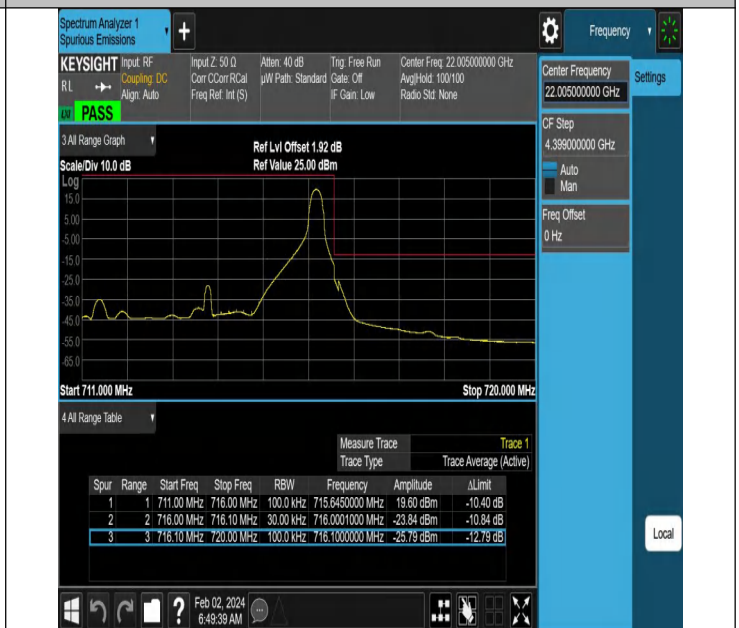 Spectrum Analyzer 1
Spurious Emissions
+
Frequency
KEYSIGHT Input: RF Input Z: 50 Ω Atten: 40 dB Trig: Free Run Center Freq: 22.005000000 GHz
RL Coupling: DC Corr CCorr RCal µW Path: Standard Gate: Off Avg|Hold: 100/100
Align: Auto Freq Ref: Int (S) IF Gain: Low Radio Std: None
PASS
Center Frequency
22.005000000 GHz
Settings
CF Step
4.399000000 GHz
Auto
Man
Freq Offset
0 Hz
3 All Range Graph
Ref Lvl Offset 1.92 dB
Scale/Div 10.0 dB Ref Value 25.00 dBm
Log
15.0
5.00
-5.00
-15.0
-25.0
-35.0
-45.0
-55.0
-65.0
Start 711.000 MHz Stop 720.000 MHz
4 All Range Table
Measure Trace Trace 1
Trace Type Trace Average (Active)
Spur Range Start Freq Stop Freq RBW Frequency Amplitude ΔLimit
1 1 711.00 MHz 716.00 MHz 100.0 kHz 715.6450000 MHz 19.60 dBm -10.40 dB
2 2 716.00 MHz 716.10 MHz 30.00 kHz 716.0001000 MHz -23.84 dBm -10.84 dB
3 3 716.10 MHz 720.00 MHz 100.0 kHz 716.1000000 MHz -25.79 dBm -12.79 dB
Local
? Feb 02, 2024
6:49:39 AM